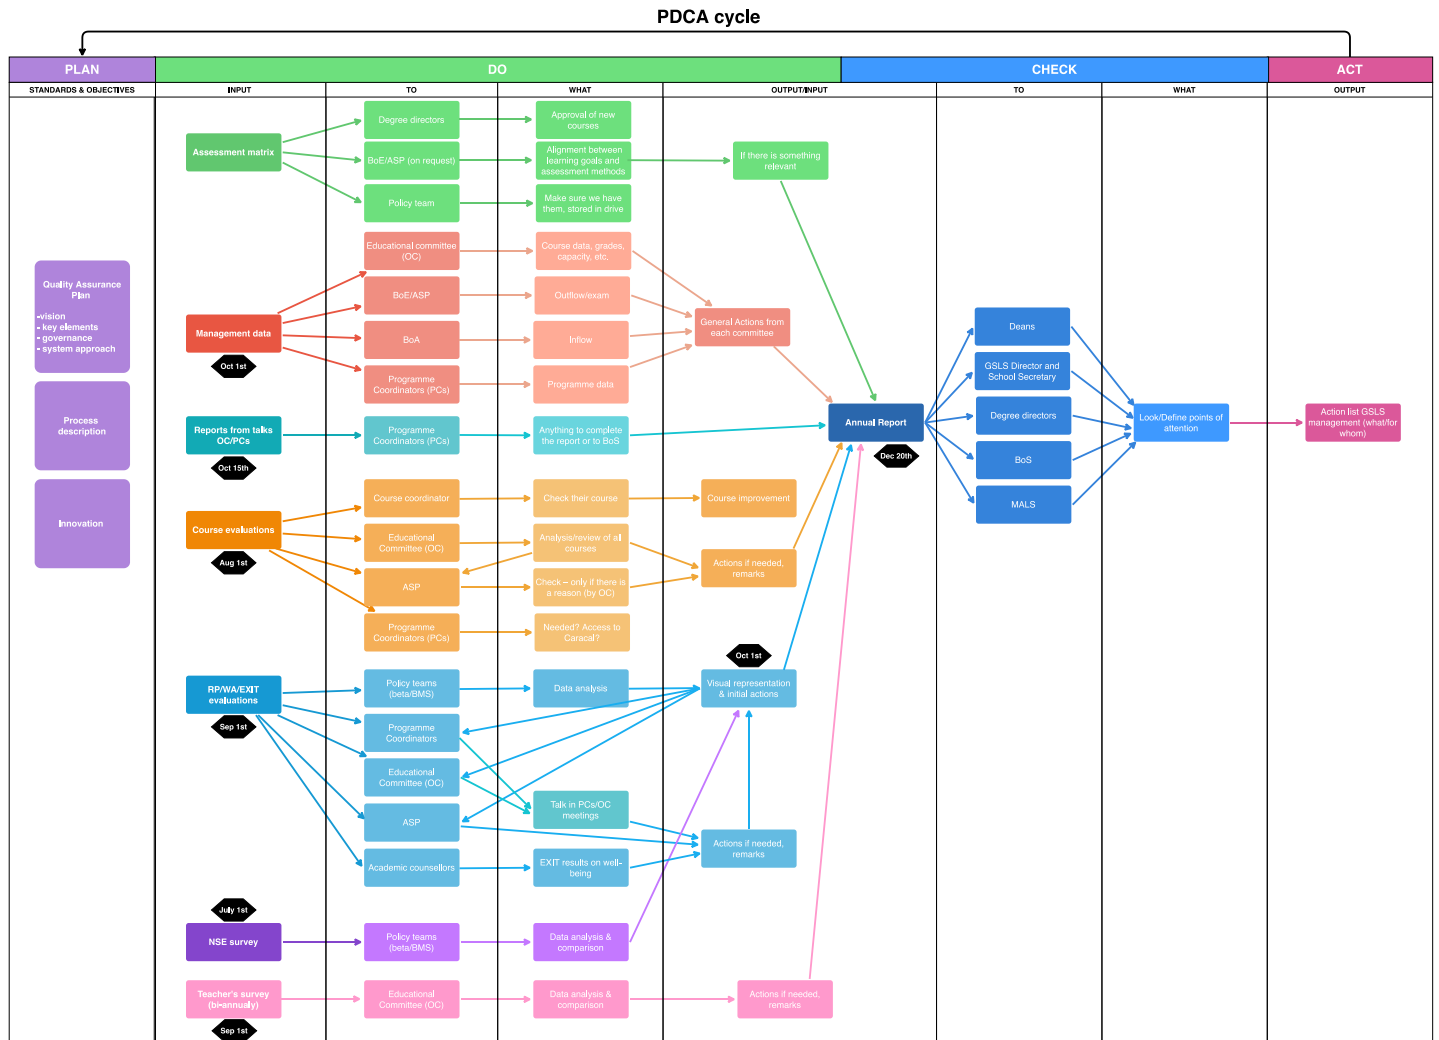 PDCA cycle
PLAN
DO
CHECK
ACT
STANDARDS & OBJECTIVES
INPUT
TO
WHAT
OUTPUT/INPUT
TO
WHAT
OUTPUT
Quality Assurance
Plan
-vision
- key elements
- governance
- system approach
Process
description
Innovation
Assessment matrix
Degree directors
Approval of new
courses
BoE/ASP (on request)
Alignment between
learning goals and
assessment methods
If there is something
relevant
Policy team
Make sure we have
them, stored in drive
Management data
Oct 1st
Educational committee
(OC)
Course data, grades,
capacity, etc.
BoE/ASP
Outflow/exam
BoA
Inflow
Programme
Coordinators (PCs)
Programme data
General Actions from
each committee
Reports from talks
OC/PCs
Oct 15th
Programme
Coordinators (PCs)
Anything to complete
the report or to BoS
Course evaluations
Aug 1st
Course coordinator
Check their course
Course improvement
Educational
Committee (OC)
Analysis/review of all
courses
ASP
Check – only if there is
a reason (by OC)
Actions if needed,
remarks
Programme
Coordinators (PCs)
Needed? Access to
Caracal?
RP/WA/EXIT
evaluations
Sep 1st
Policy teams
(beta/BMS)
Data analysis
Oct 1st
Visual representation
& initial actions
Programme
Coordinators
Educational
Committee (OC)
Talk in PCs/OC
meetings
ASP
Actions if needed,
remarks
Academic counsellors
EXIT results on well-
being
July 1st
NSE survey
Policy teams
(beta/BMS)
Data analysis &
comparison
Teacher's survey
(bi-annualy)
Sep 1st
Educational
Committee (OC)
Data analysis &
comparison
Actions if needed,
remarks
Annual Report
Dec 20th
Deans
GSLS Director and
School Secretary
Degree directors
BoS
MALS
Look/Define points of
attention
Action list GSLS
management (what/for
whom)